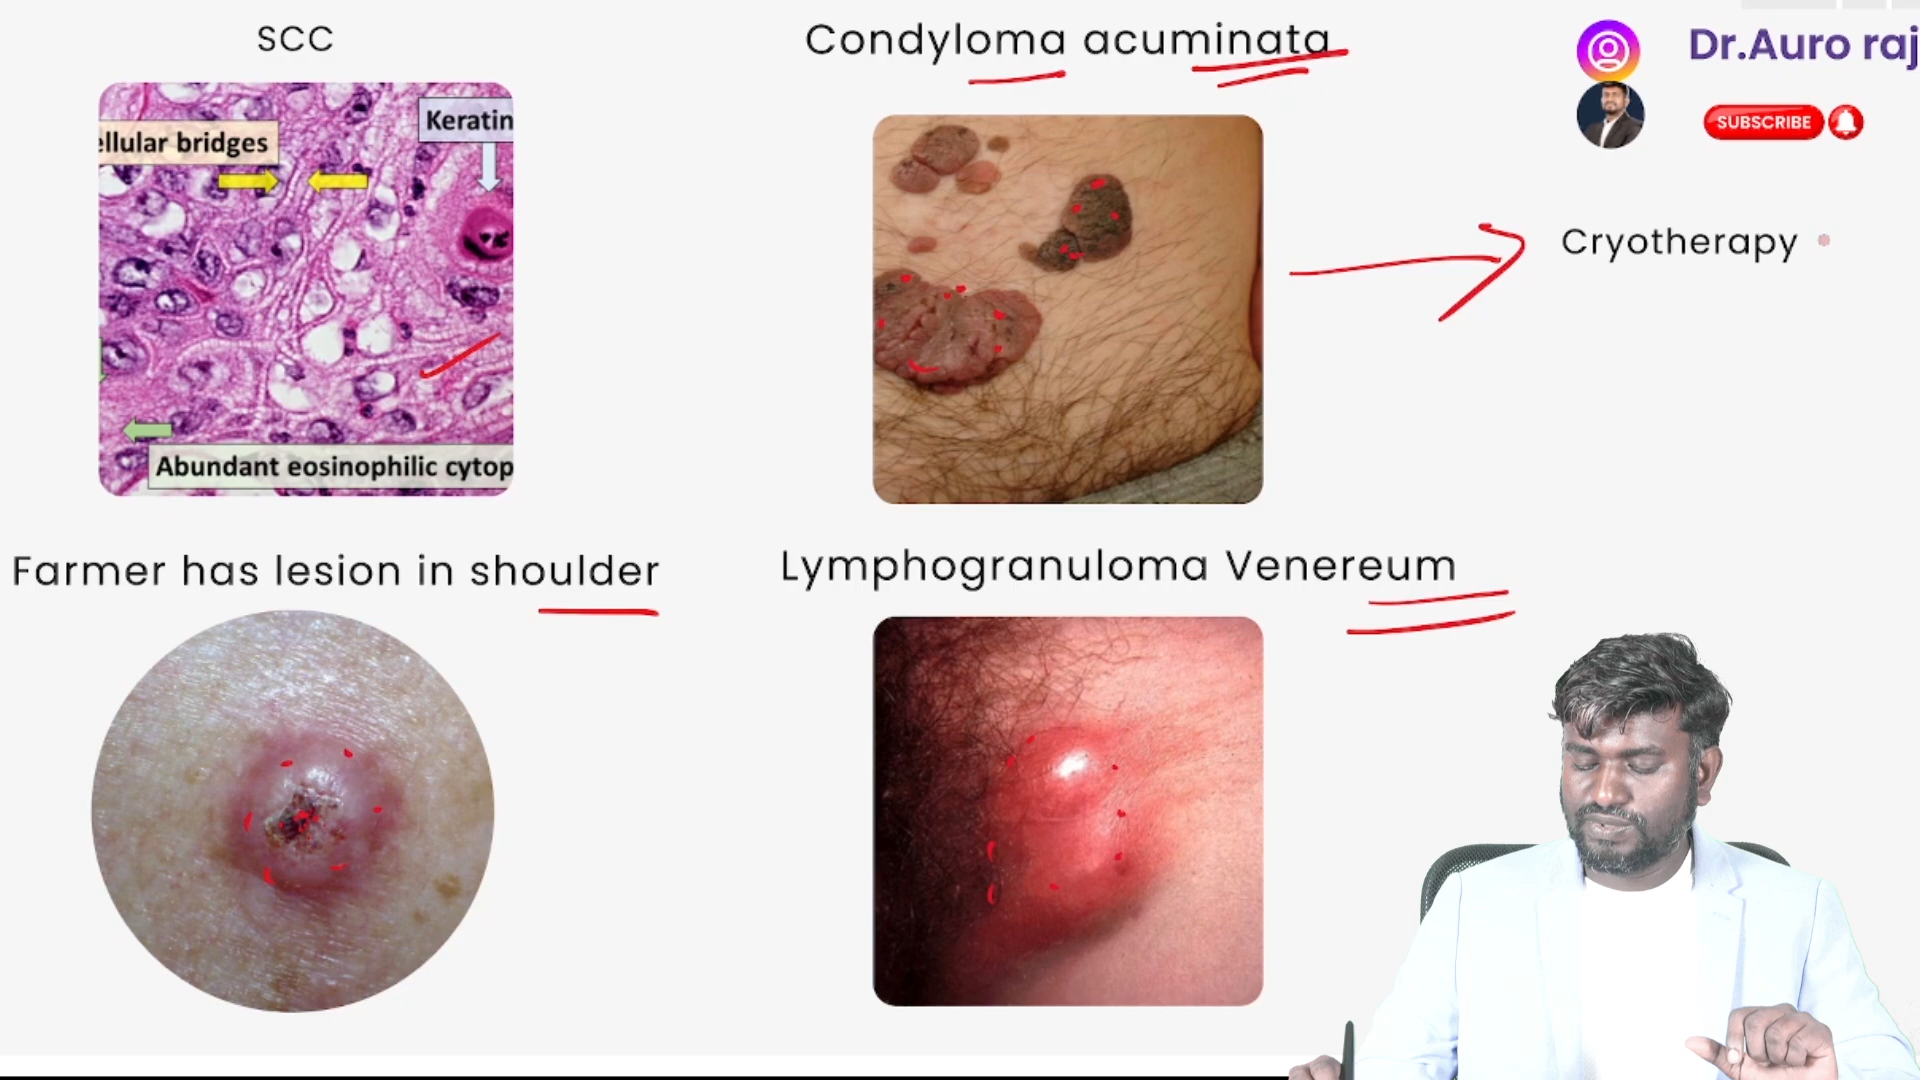 SCC
Condyloma acuminata
Dr.Auro raj
SUBSCRIBE
ellular bridges
Keratin
Cryotherapy
Abundant eosinophilic cytop
Farmer has lesion in shoulder
Lymphogranuloma Venereum